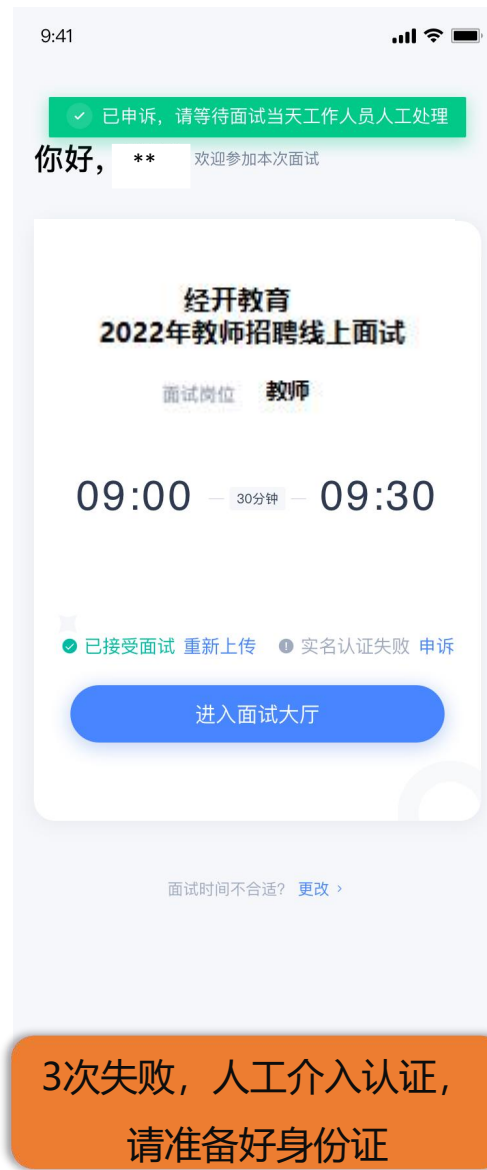 9:41
已申诉，请等待面试当天工作人员人工处理
你好， ** 欢迎参加本次面试
经开教育
2022年教师招聘线上面试
面试岗位 教师
09:00 — 30分钟 — 09:30
已接受面试 重新上传 实名认证失败 申诉
进入面试大厅
面试时间不合适？ 更改 ›
3次失败，人工介入认证，
请准备好身份证